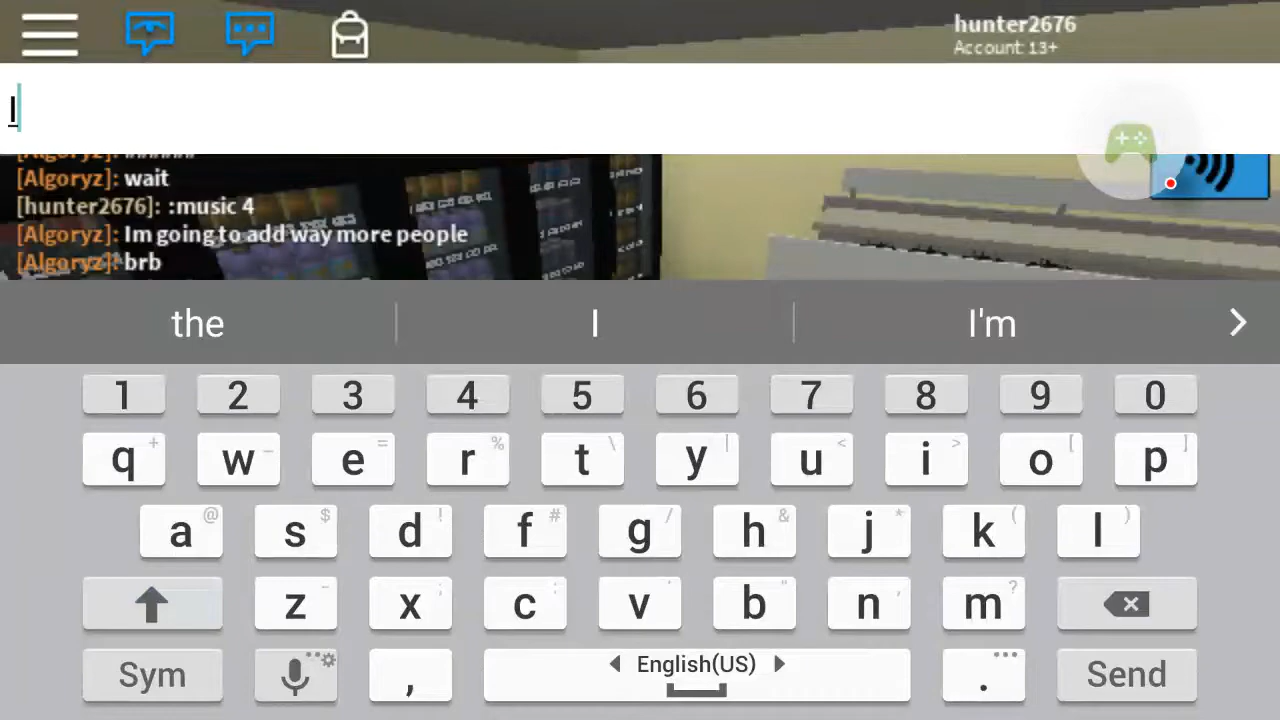 hunter2676
Account: 13+
I
[Algoryz]: ######
[Algoryz]: wait
[hunter2676]: :music 4
[Algoryz]: Im going to add way more people
[Algoryz]: brb
the I I'm
1 2 3 4 5 6 7 8 9 0
q + w e = r % t \ y | u < i > o [ p ]
a @ s $ d ! f # g / h & j * k ( l )
z - x ; c : v ' b " n , m ?
Sym , English(US) . Send